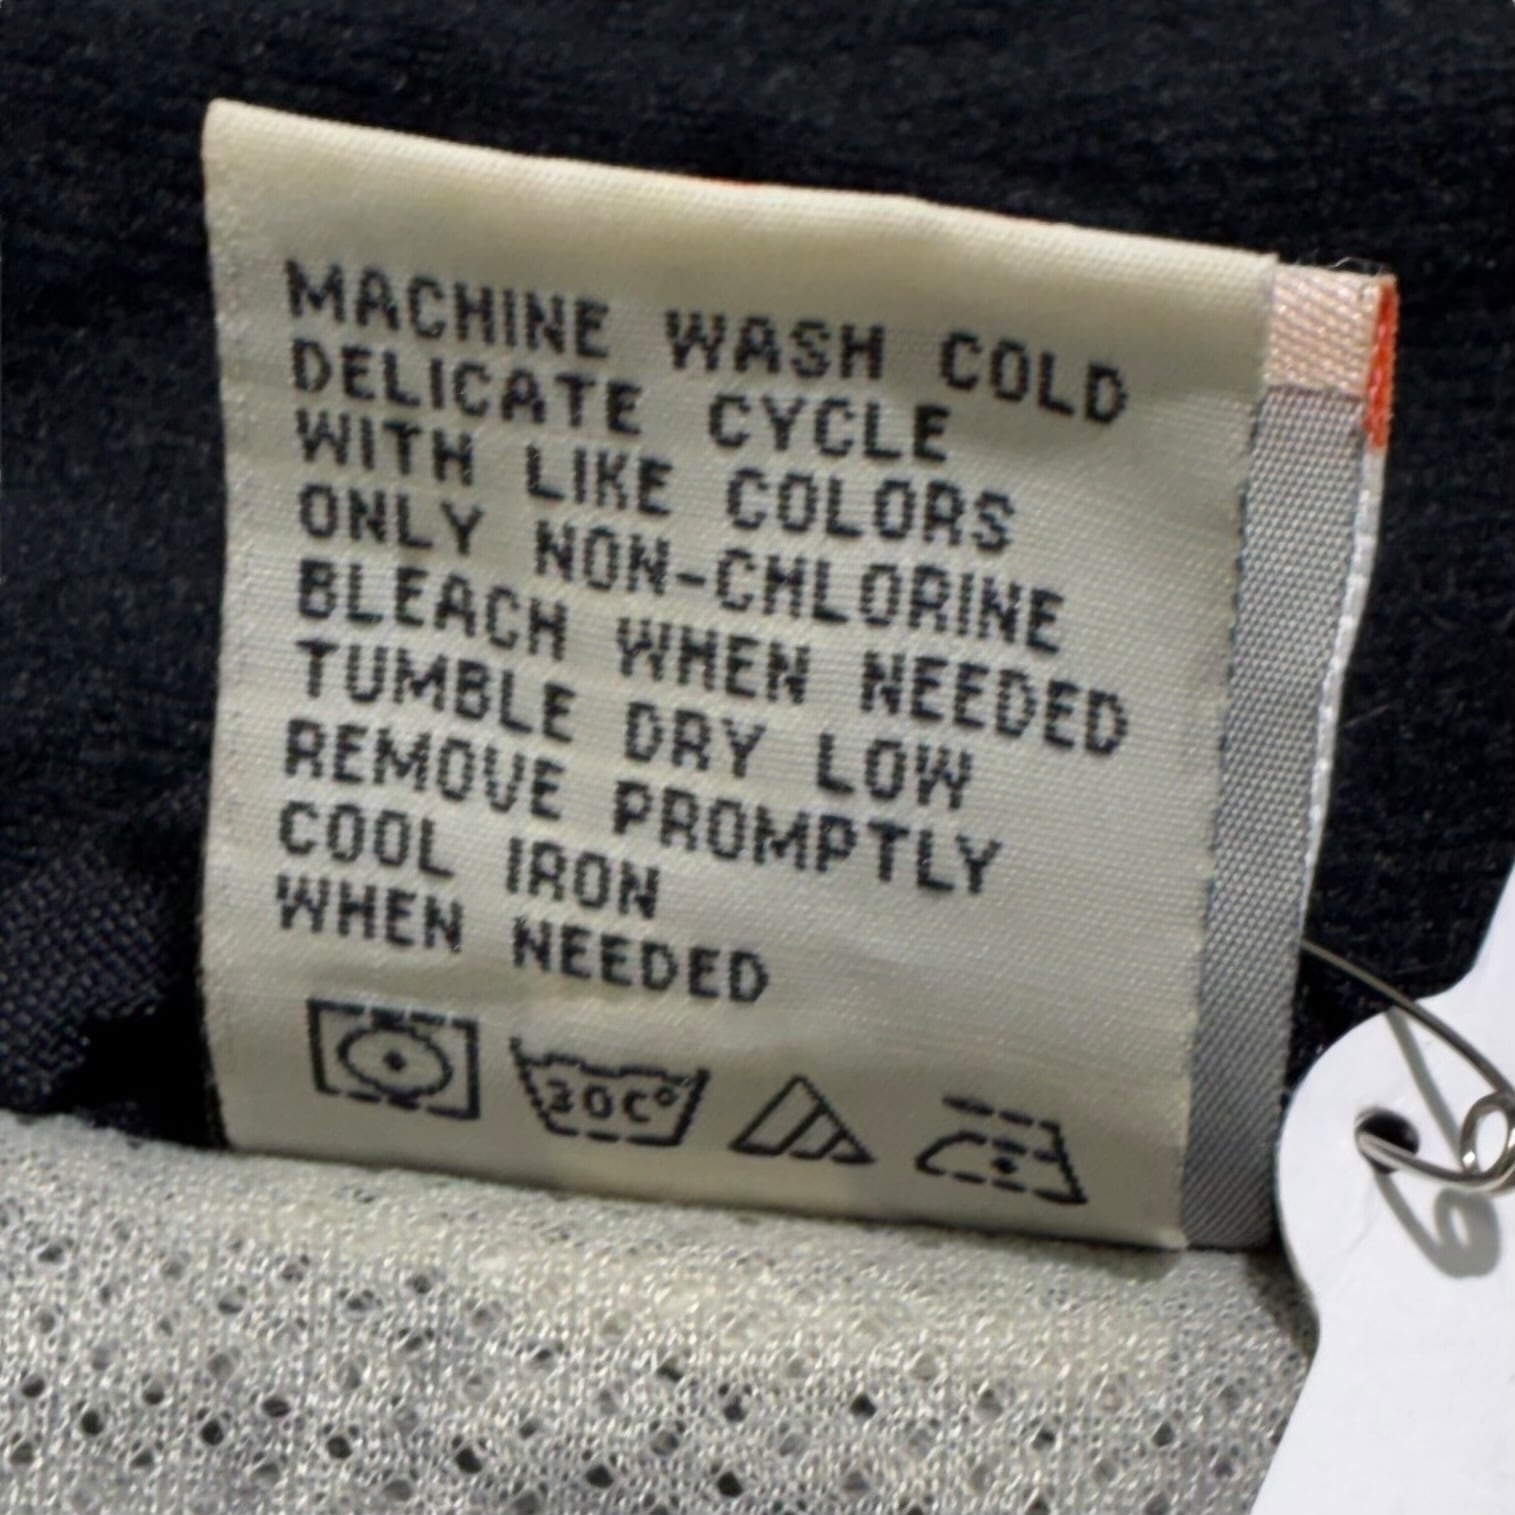 MACHINE WASH COLD
DELICATE CYCLE
WITH LIKE COLORS
ONLY NON-CHLORINE
BLEACH WHEN NEEDED
TUMBLE DRY LOW
REMOVE PROMPTLY
COOL IRON
WHEN NEEDED
30C°